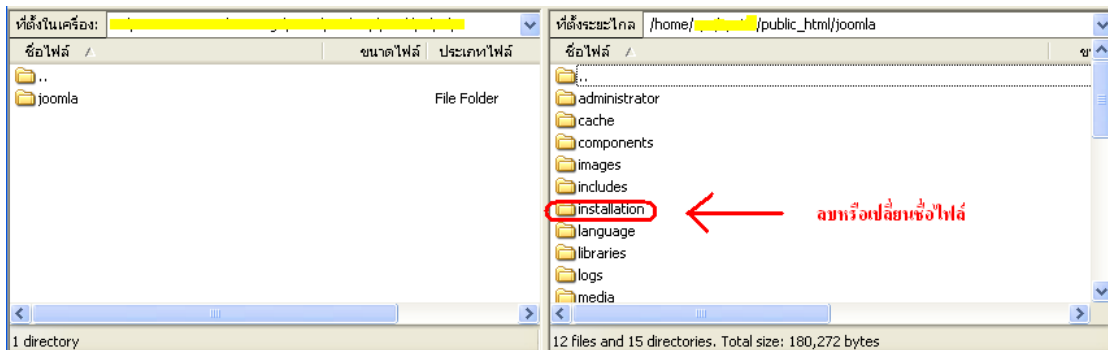 ที่ตั้งในเครื่อง:
ชื่อไฟล์ ขนาดไฟล์ ประเภทไฟล์
..
joomla File Folder
1 directory
ที่ตั้งระยะไกล /home/ /public_html/joomla
ชื่อไฟล์
..
administrator
cache
components
images
includes
installation
ลบหรือเปลี่ยนชื่อไฟล์
language
libraries
logs
media
12 files and 15 directories. Total size: 180,272 bytes